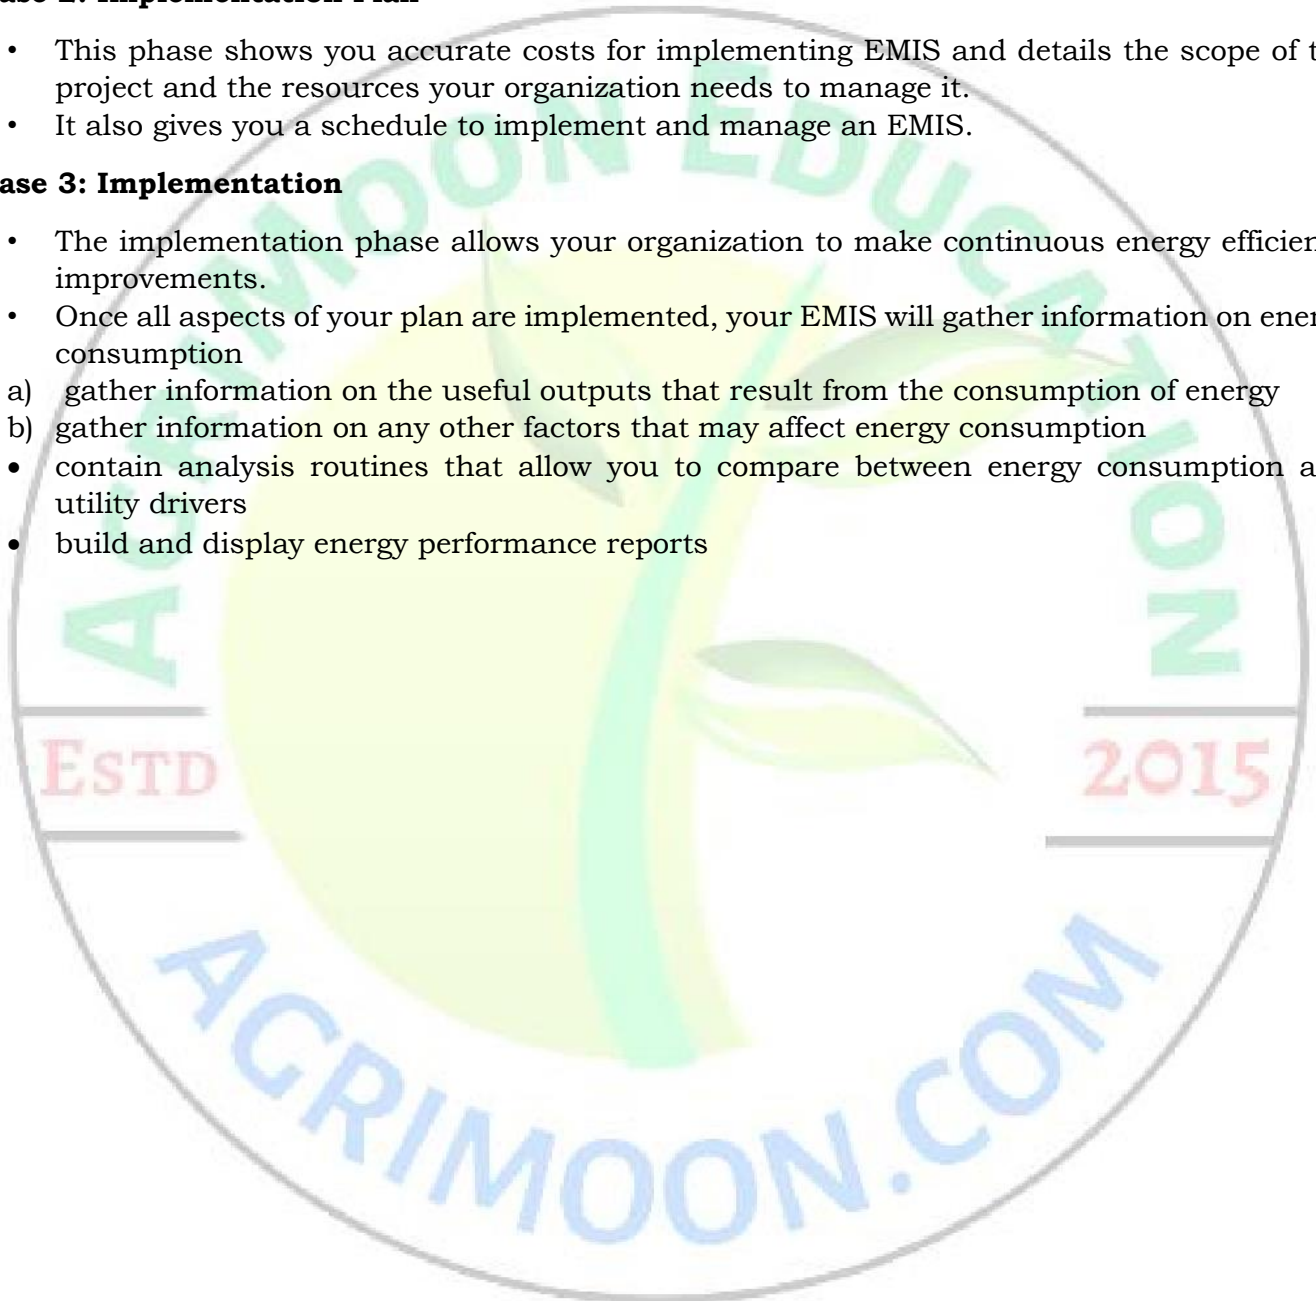 ase 2: Implementation Plan
• This phase shows you accurate costs for implementing EMIS and details the scope of t
project and the resources your organization needs to manage it.
• It also gives you a schedule to implement and manage an EMIS.
ase 3: Implementation
• The implementation phase allows your organization to make continuous energy efficien
improvements.
• Once all aspects of your plan are implemented, your EMIS will gather information on ener
consumption
a) gather information on the useful outputs that result from the consumption of energy
b) gather information on any other factors that may affect energy consumption
• contain analysis routines that allow you to compare between energy consumption a
utility drivers
• build and display energy performance reports
AGRIMOON EDUCATION
ESTD
2015
AGRIMOON.COM